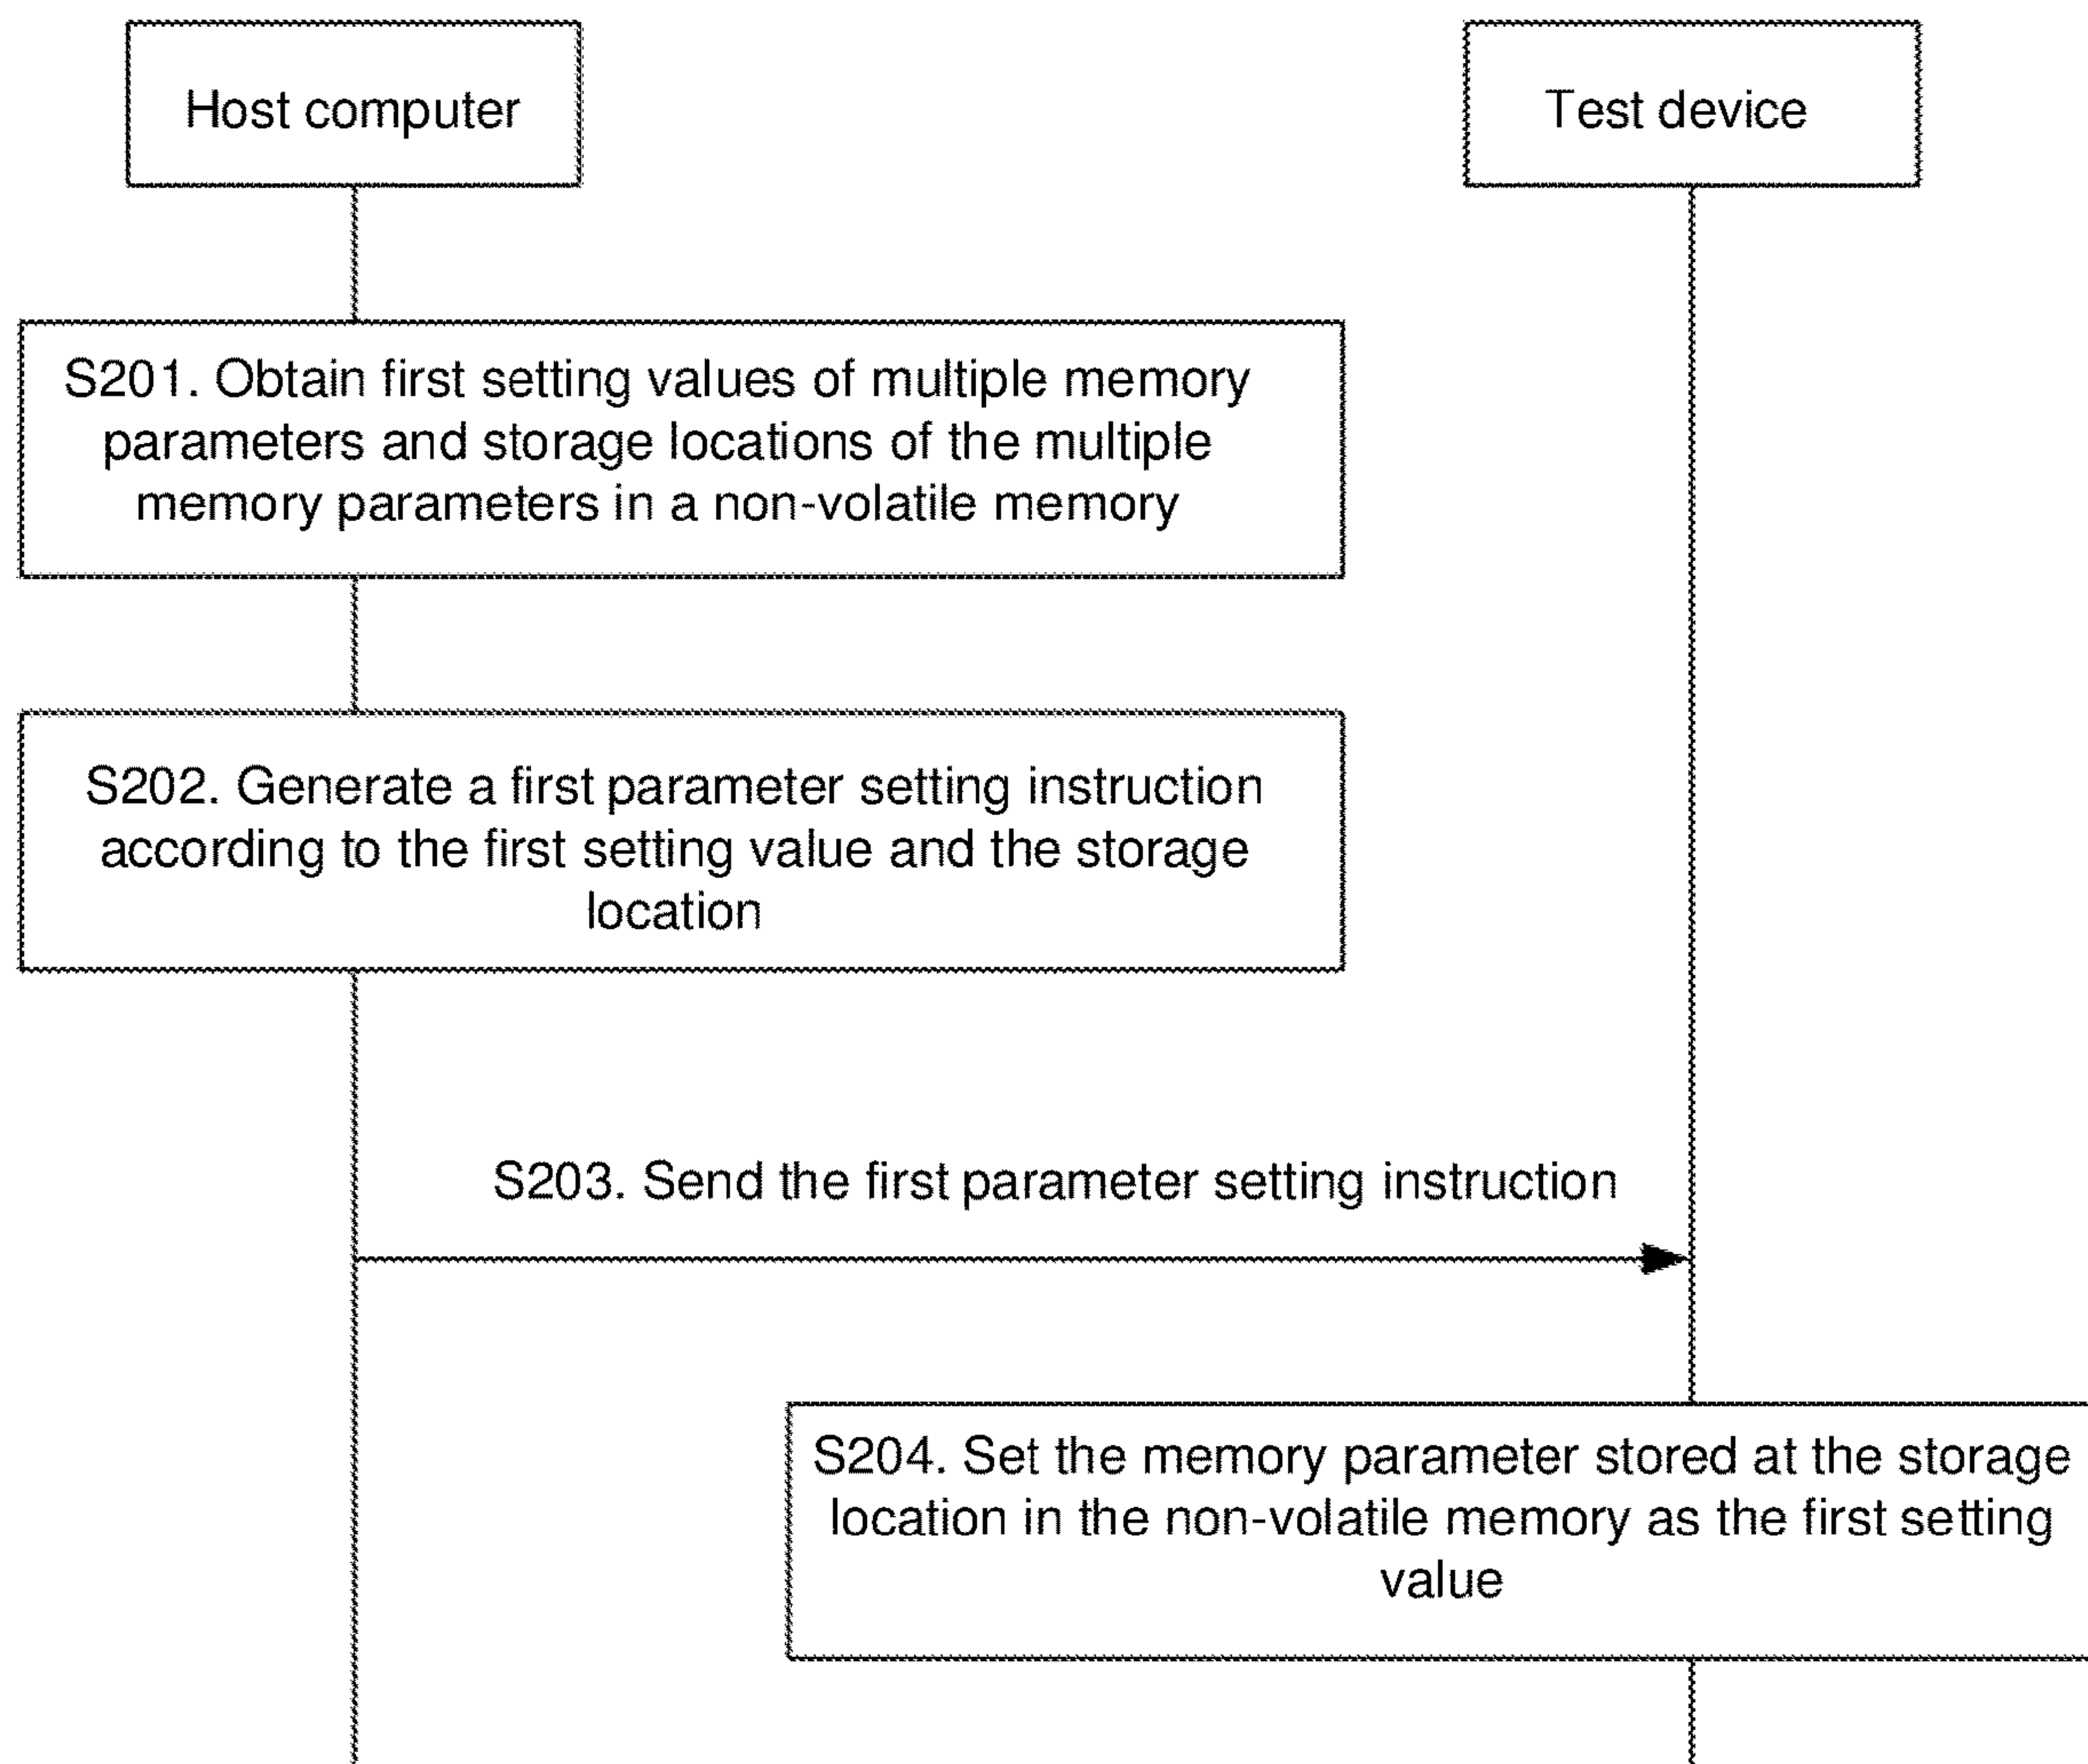 Host computer
Test device
S201. Obtain first setting values of multiple memory
parameters and storage locations of the multiple
memory parameters in a non-volatile memory
S202. Generate a first parameter setting instruction
according to the first setting value and the storage
location
S203. Send the first parameter setting instruction
S204. Set the memory parameter stored at the storage
location in the non-volatile memory as the first setting
value